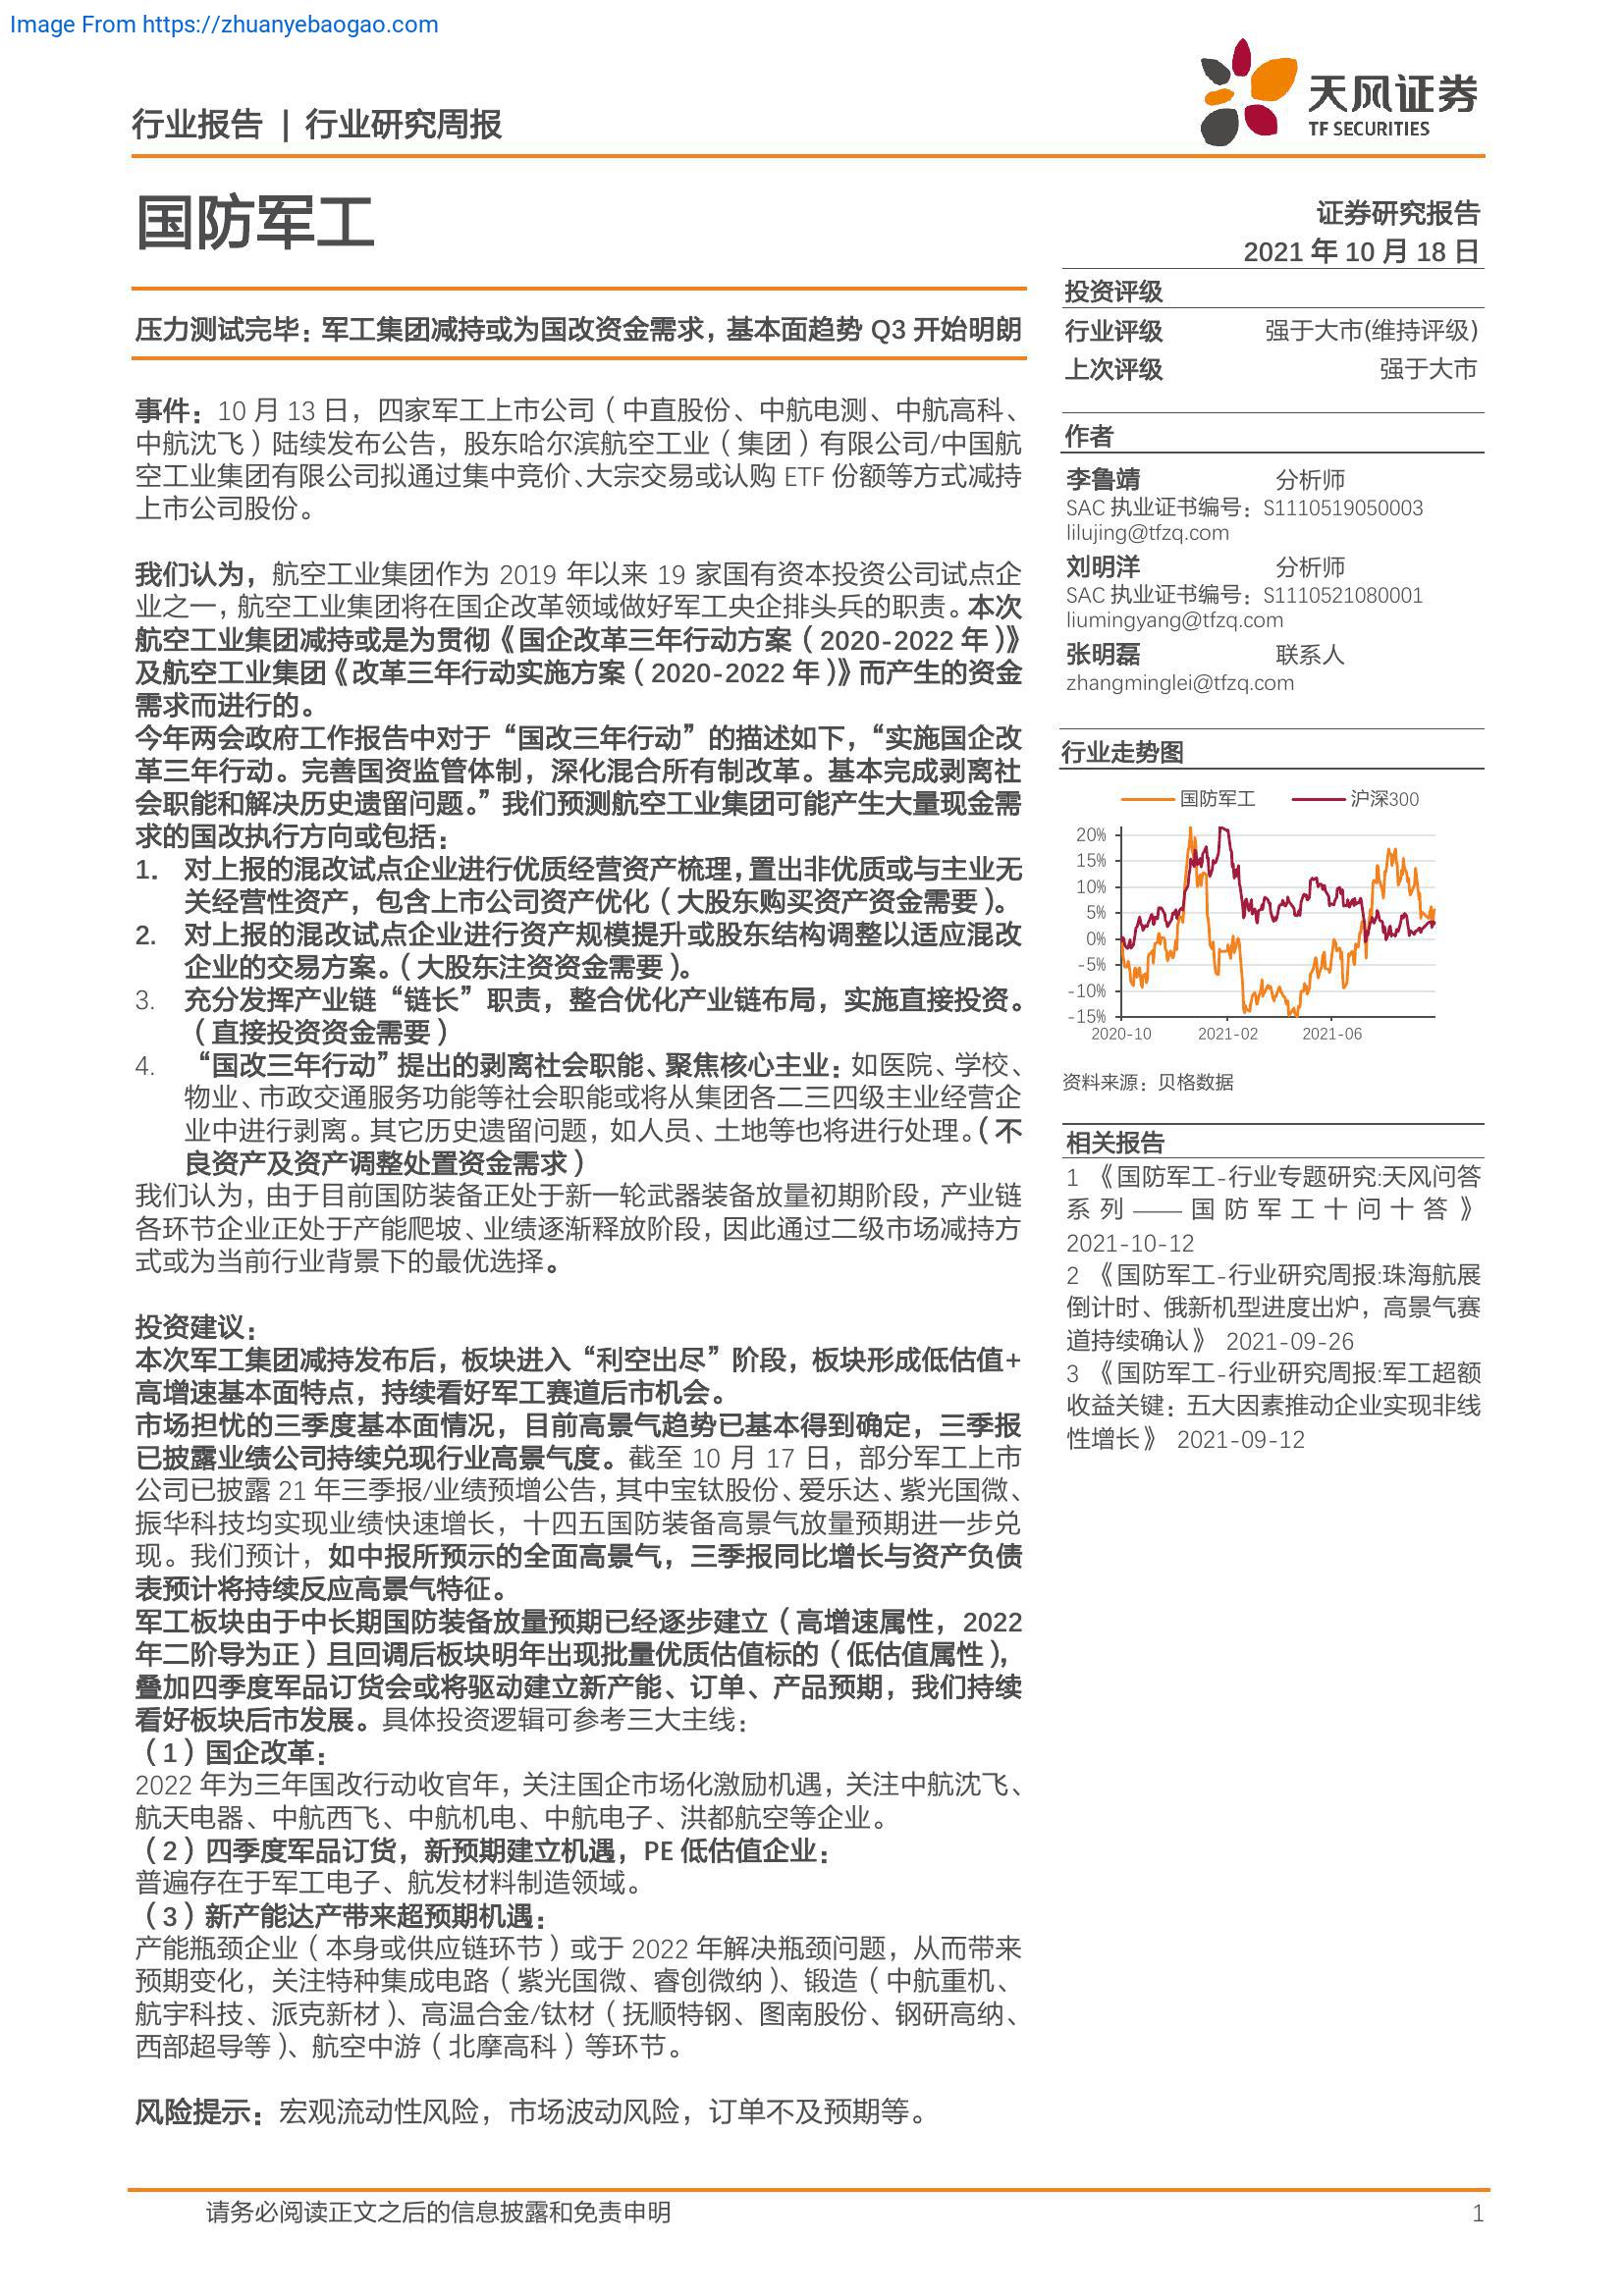 Image From https://zhuanyebaogao.com
天风证券
TF SECURITIES
行业报告 | 行业研究周报
国防军工
证券研究报告
2021 年 10 月 18 日
压力测试完毕：军工集团减持或为国改资金需求，基本面趋势 Q3 开始明朗
事件：10 月 13 日，四家军工上市公司（中直股份、中航电测、中航高科、
中航沈飞）陆续发布公告，股东哈尔滨航空工业（集团）有限公司/中国航
空工业集团有限公司拟通过集中竞价、大宗交易或认购 ETF 份额等方式减持
上市公司股份。
我们认为，航空工业集团作为 2019 年以来 19 家国有资本投资公司试点企
业之一，航空工业集团将在国企改革领域做好军工央企排头兵的职责。本次
航空工业集团减持或是为贯彻《国企改革三年行动方案（2020-2022 年）》
及航空工业集团《改革三年行动实施方案（2020-2022 年）》而产生的资金
需求而进行的。
今年两会政府工作报告中对于“国改三年行动”的描述如下，“实施国企改
革三年行动。完善国资监管体制，深化混合所有制改革。基本完成剥离社
会职能和解决历史遗留问题。”我们预测航空工业集团可能产生大量现金需
求的国改执行方向或包括：
1. 对上报的混改试点企业进行优质经营资产梳理，置出非优质或与主业无
关经营性资产，包含上市公司资产优化（大股东购买资产资金需要）。
2. 对上报的混改试点企业进行资产规模提升或股东结构调整以适应混改
企业的交易方案。（大股东注资资金需要）。
3. 充分发挥产业链“链长”职责，整合优化产业链布局，实施直接投资。
（直接投资资金需要）
4. “国改三年行动”提出的剥离社会职能、聚焦核心主业：如医院、学校、
物业、市政交通服务功能等社会职能或将从集团各二三四级主业经营企
业中进行剥离。其它历史遗留问题，如人员、土地等也将进行处理。（不
良资产及资产调整处置资金需求）
我们认为，由于目前国防装备正处于新一轮武器装备放量初期阶段，产业链
各环节企业正处于产能爬坡、业绩逐渐释放阶段，因此通过二级市场减持方
式或为当前行业背景下的最优选择。
投资建议：
本次军工集团减持发布后，板块进入“利空出尽”阶段，板块形成低估值+
高增速基本面特点，持续看好军工赛道后市机会。
市场担忧的三季度基本面情况，目前高景气趋势已基本得到确定，三季报
已披露业绩公司持续兑现行业高景气度。截至 10 月 17 日，部分军工上市
公司已披露 21 年三季报/业绩预增公告，其中宝钛股份、爱乐达、紫光国微、
振华科技均实现业绩快速增长，十四五国防装备高景气放量预期进一步兑
现。我们预计，如中报所预示的全面高景气，三季报同比增长与资产负债
表预计将持续反应高景气特征。
军工板块由于中长期国防装备放量预期已经逐步建立（高增速属性，2022
年二阶导为正）且回调后板块明年出现批量优质估值标的（低估值属性），
叠加四季度军品订货会或将驱动建立新产能、订单、产品预期，我们持续
看好板块后市发展。具体投资逻辑可参考三大主线：
（1）国企改革：
2022 年为三年国改行动收官年，关注国企市场化激励机遇，关注中航沈飞、
航天电器、中航西飞、中航机电、中航电子、洪都航空等企业。
（2）四季度军品订货，新预期建立机遇，PE 低估值企业：
普遍存在于军工电子、航发材料制造领域。
（3）新产能达产带来超预期机遇：
产能瓶颈企业（本身或供应链环节）或于 2022 年解决瓶颈问题，从而带来
预期变化，关注特种集成电路（紫光国微、睿创微纳）、锻造（中航重机、
航宇科技、派克新材）、高温合金/钛材（抚顺特钢、图南股份、钢研高纳、
西部超导等）、航空中游（北摩高科）等环节。
风险提示：宏观流动性风险，市场波动风险，订单不及预期等。
投资评级
行业评级 强于大市(维持评级)
上次评级 强于大市
作者
李鲁靖 分析师
SAC 执业证书编号：S1110519050003
lilujing@tfzq.com
刘明洋 分析师
SAC 执业证书编号：S1110521080001
liumingyang@tfzq.com
张明磊 联系人
zhangminglei@tfzq.com
行业走势图
国防军工 沪深300
20%
15%
10%
5%
0%
-5%
-10%
-15%
2020-10 2021-02 2021-06
资料来源：贝格数据
相关报告
1 《国防军工-行业专题研究:天风问答
系列——国防军工十问十答》
2021-10-12
2 《国防军工-行业研究周报:珠海航展
倒计时、俄新机型进度出炉，高景气赛
道持续确认》 2021-09-26
3 《国防军工-行业研究周报:军工超额
收益关键：五大因素推动企业实现非线
性增长》 2021-09-12
请务必阅读正文之后的信息披露和免责申明 1